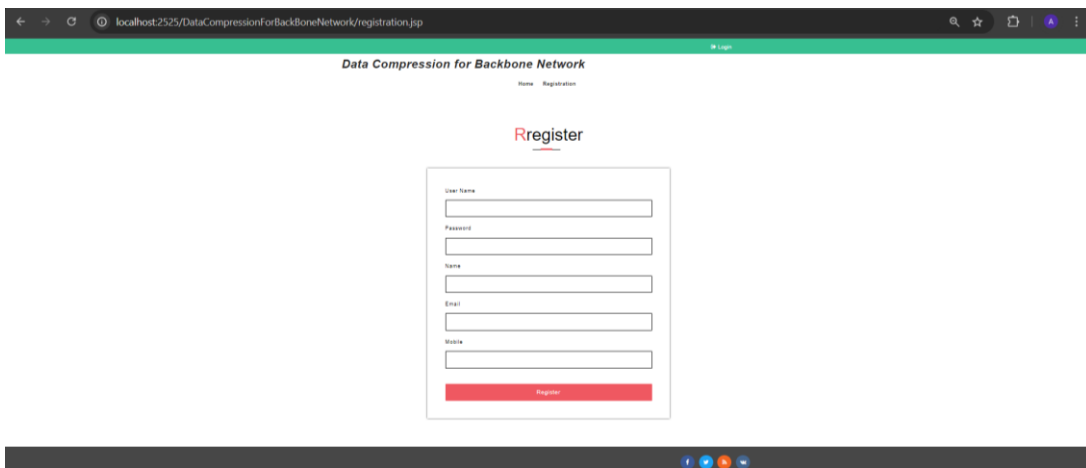 localhost:2525/DataCompressionForBackBoneNetwork/registration.jsp
A
Login
Data Compression for Backbone Network
Home Registration
Rregister
User Name
Password
Name
Email
Mobile
Register